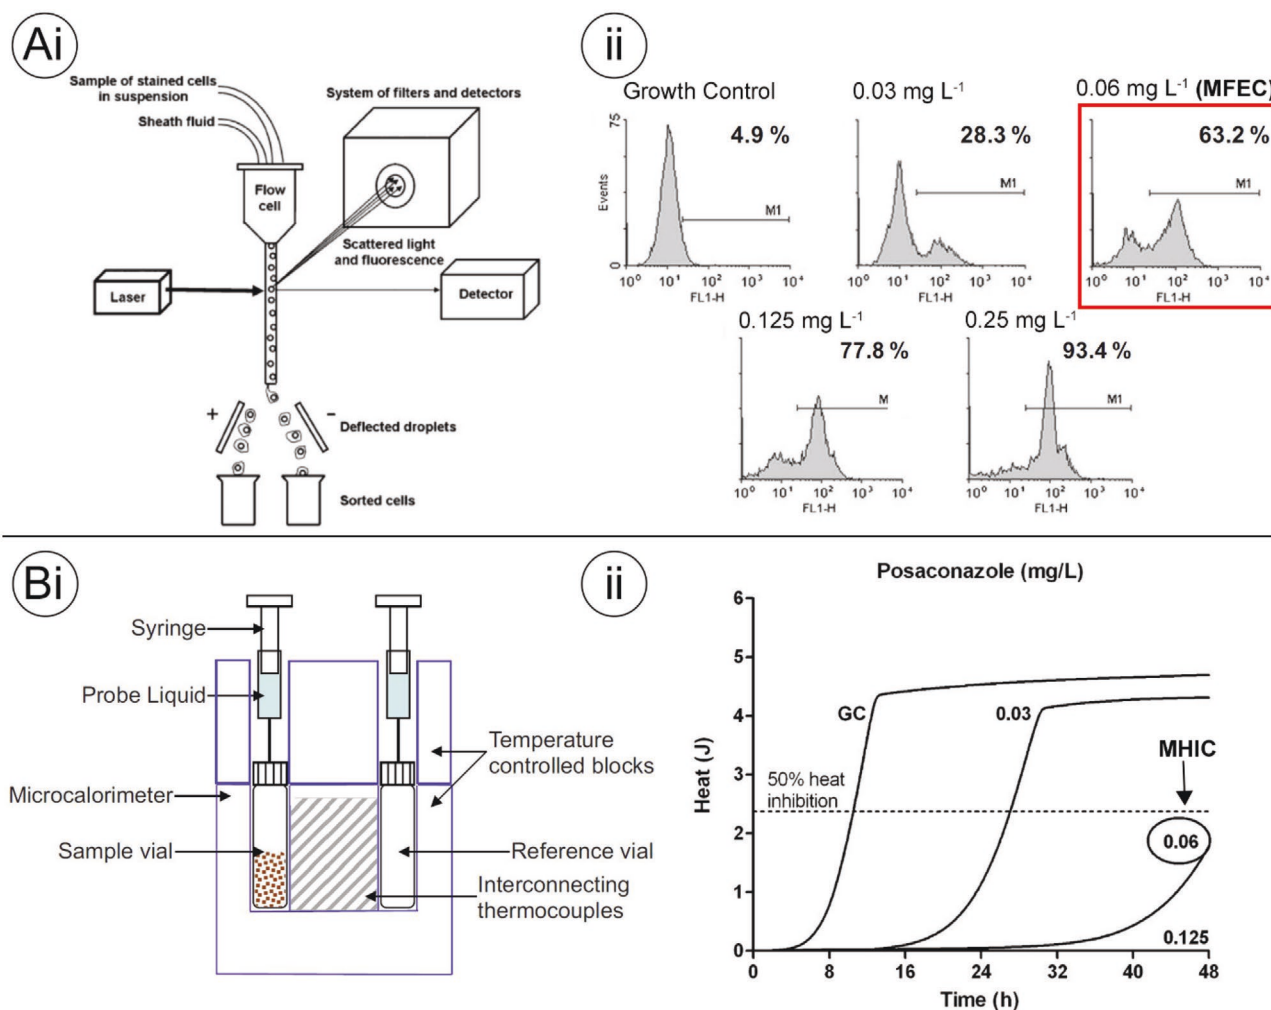 Ai
Sample of stained cells
in suspension
Sheath fluid
Flow
cell
System of filters and detectors
Scattered light
and fluorescence
Laser
Detector
+
−
Deflected droplets
Sorted cells
ii
Growth Control
4.9 %
75
Events
0
M1
10⁰ 10¹ 10² 10³ 10⁴
FL1-H
0.03 mg L⁻¹
28.3 %
M1
10⁰ 10¹ 10² 10³ 10⁴
FL1-H
0.06 mg L⁻¹ (MFEC)
63.2 %
M1
10⁰ 10¹ 10² 10³ 10⁴
FL1-H
0.125 mg L⁻¹
77.8 %
M
10⁰ 10¹ 10² 10³ 10⁴
FL1-H
0.25 mg L⁻¹
93.4 %
M1
10⁰ 10¹ 10² 10³ 10⁴
FL1-H
Bi
Syringe
Probe Liquid
Temperature
controlled blocks
Microcalorimeter
Sample vial
Reference vial
Interconnecting
thermocouples
ii
Posaconazole (mg/L)
Heat (J)
6
5
4
3
2
1
0
GC
0.03
MHIC
50% heat
inhibition
0.06
0.125
0 8 16 24 32 40 48
Time (h)